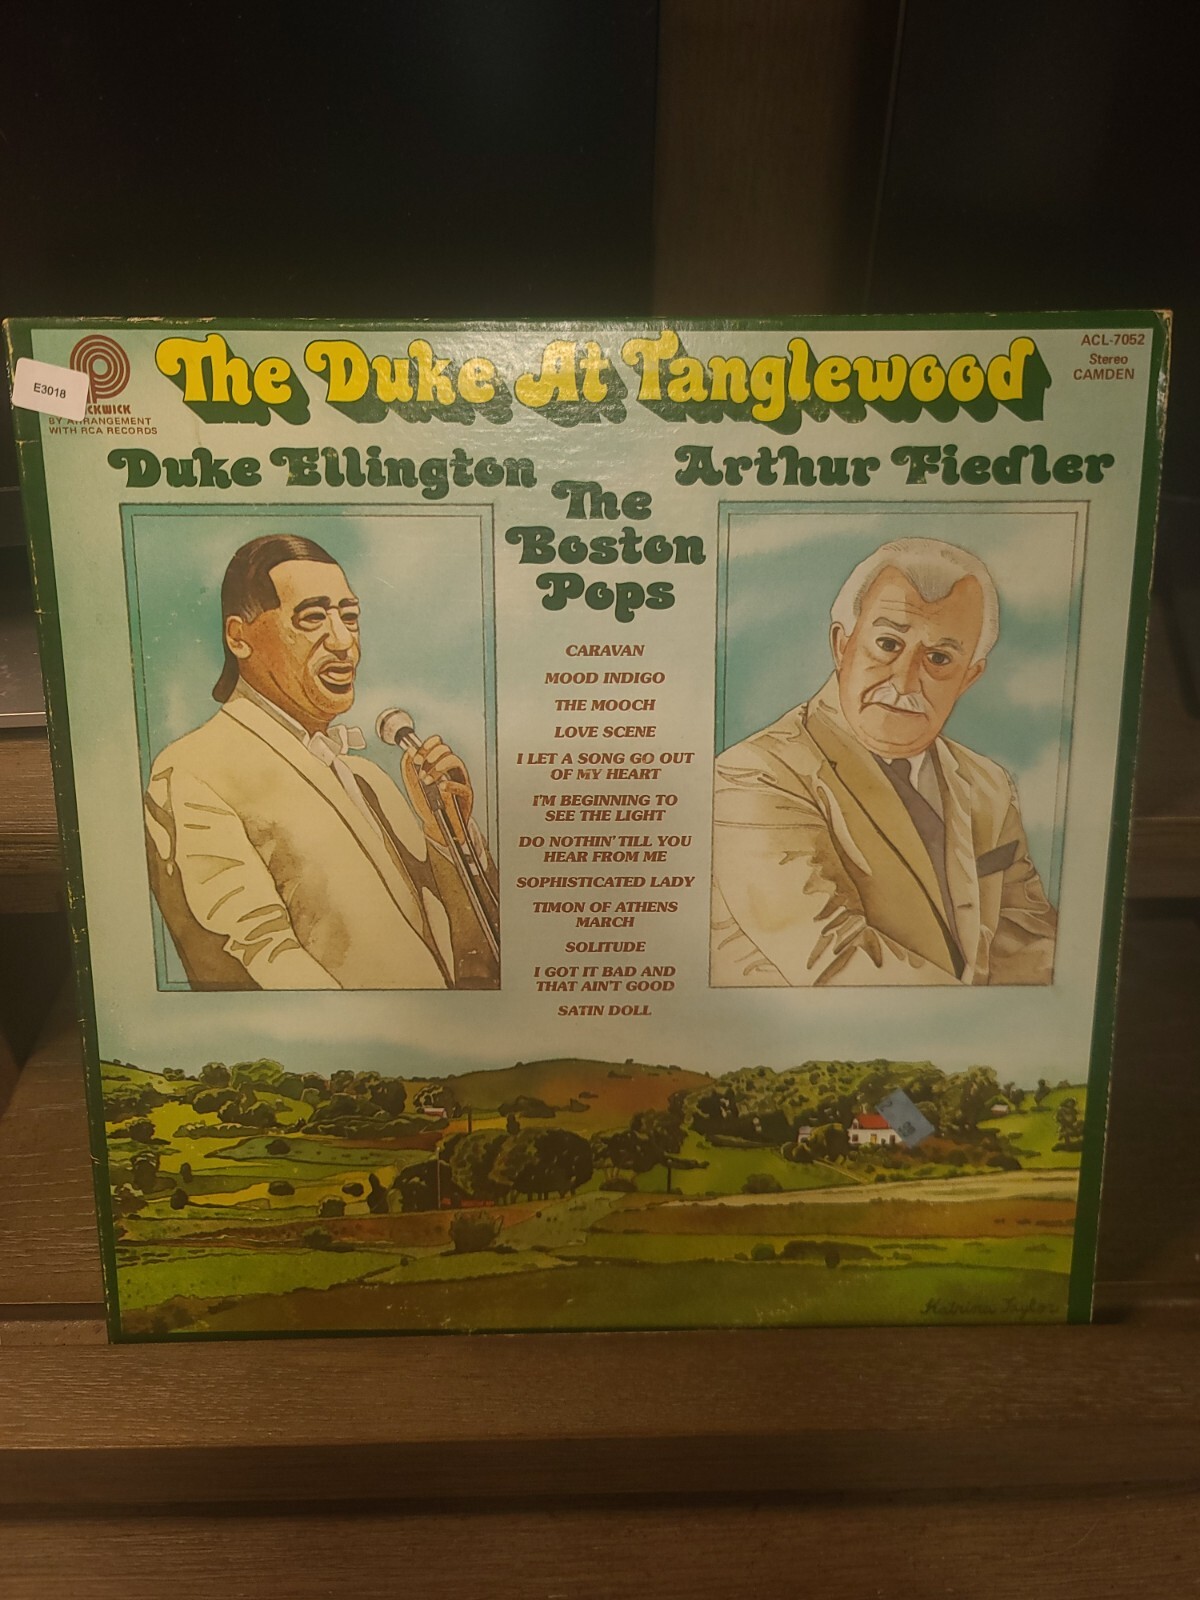 The Duke At Tanglewood
ACL-7052
Stereo
CAMDEN
E3018
CKWICK
BY ARRANGEMENT
WITH RCA RECORDS
Duke Ellington
Arthur Fiedler
The
Boston
Pops
CARAVAN
MOOD INDIGO
THE MOOCH
LOVE SCENE
I LET A SONG GO OUT
OF MY HEART
I'M BEGINNING TO
SEE THE LIGHT
DO NOTHIN' TILL YOU
HEAR FROM ME
SOPHISTICATED LADY
TIMON OF ATHENS
MARCH
SOLITUDE
I GOT IT BAD AND
THAT AIN'T GOOD
SATIN DOLL
Katrina Taylor